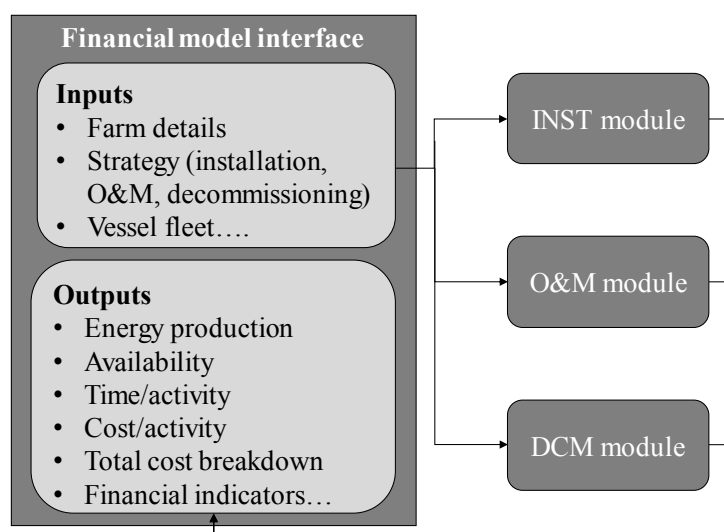 Financial model interface
Inputs
• Farm details
• Strategy (installation,
O&M, decommissioning)
• Vessel fleet….
Outputs
• Energy production
• Availability
• Time/activity
• Cost/activity
• Total cost breakdown
• Financial indicators…
INST module
O&M module
DCM module